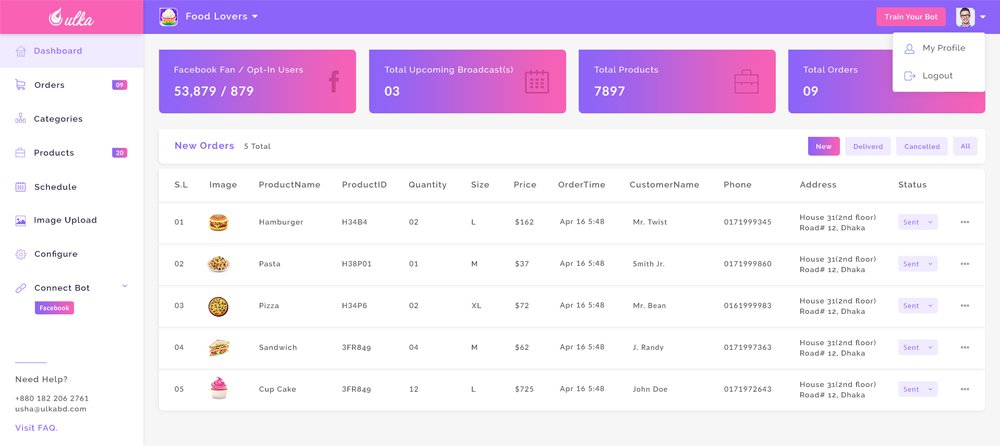 ulka
Food Lovers
Train Your Bot
My Profile
Logout
Dashboard
Orders 09
Categories
Products 20
Schedule
Image Upload
Configure
Connect Bot
Facebook
Need Help?
+880 182 206 2761
usha@ulkabd.com
Visit FAQ.
Facebook Fan / Opt-In Users
53,879 / 879
Total Upcoming Broadcast(s)
03
Total Products
7897
Total Orders
09
New Orders 5 Total
New Deliverd Cancelled All
S.L Image ProductName ProductID Quantity Size Price OrderTime CustomerName Phone Address Status
01 Hamburger H34B4 02 L $162 Apr 16 5:48 Mr. Twist 0171999345 House 31(2nd floor) Sent
Road# 12, Dhaka
02 Pasta H38P01 01 M $37 Apr 16 5:48 Smith Jr. 0171999860 House 31(2nd floor) Sent
Road# 12, Dhaka
03 Pizza H34P6 02 XL $72 Apr 16 5:48 Mr. Bean 0161999983 House 31(2nd floor) Sent
Road# 12, Dhaka
04 Sandwich 3FR849 04 M $62 Apr 16 5:48 J. Randy 0171997363 House 31(2nd floor) Sent
Road# 12, Dhaka
05 Cup Cake 3FR849 12 L $725 Apr 16 5:48 John Doe 0171972643 House 31(2nd floor) Sent
Road# 12, Dhaka